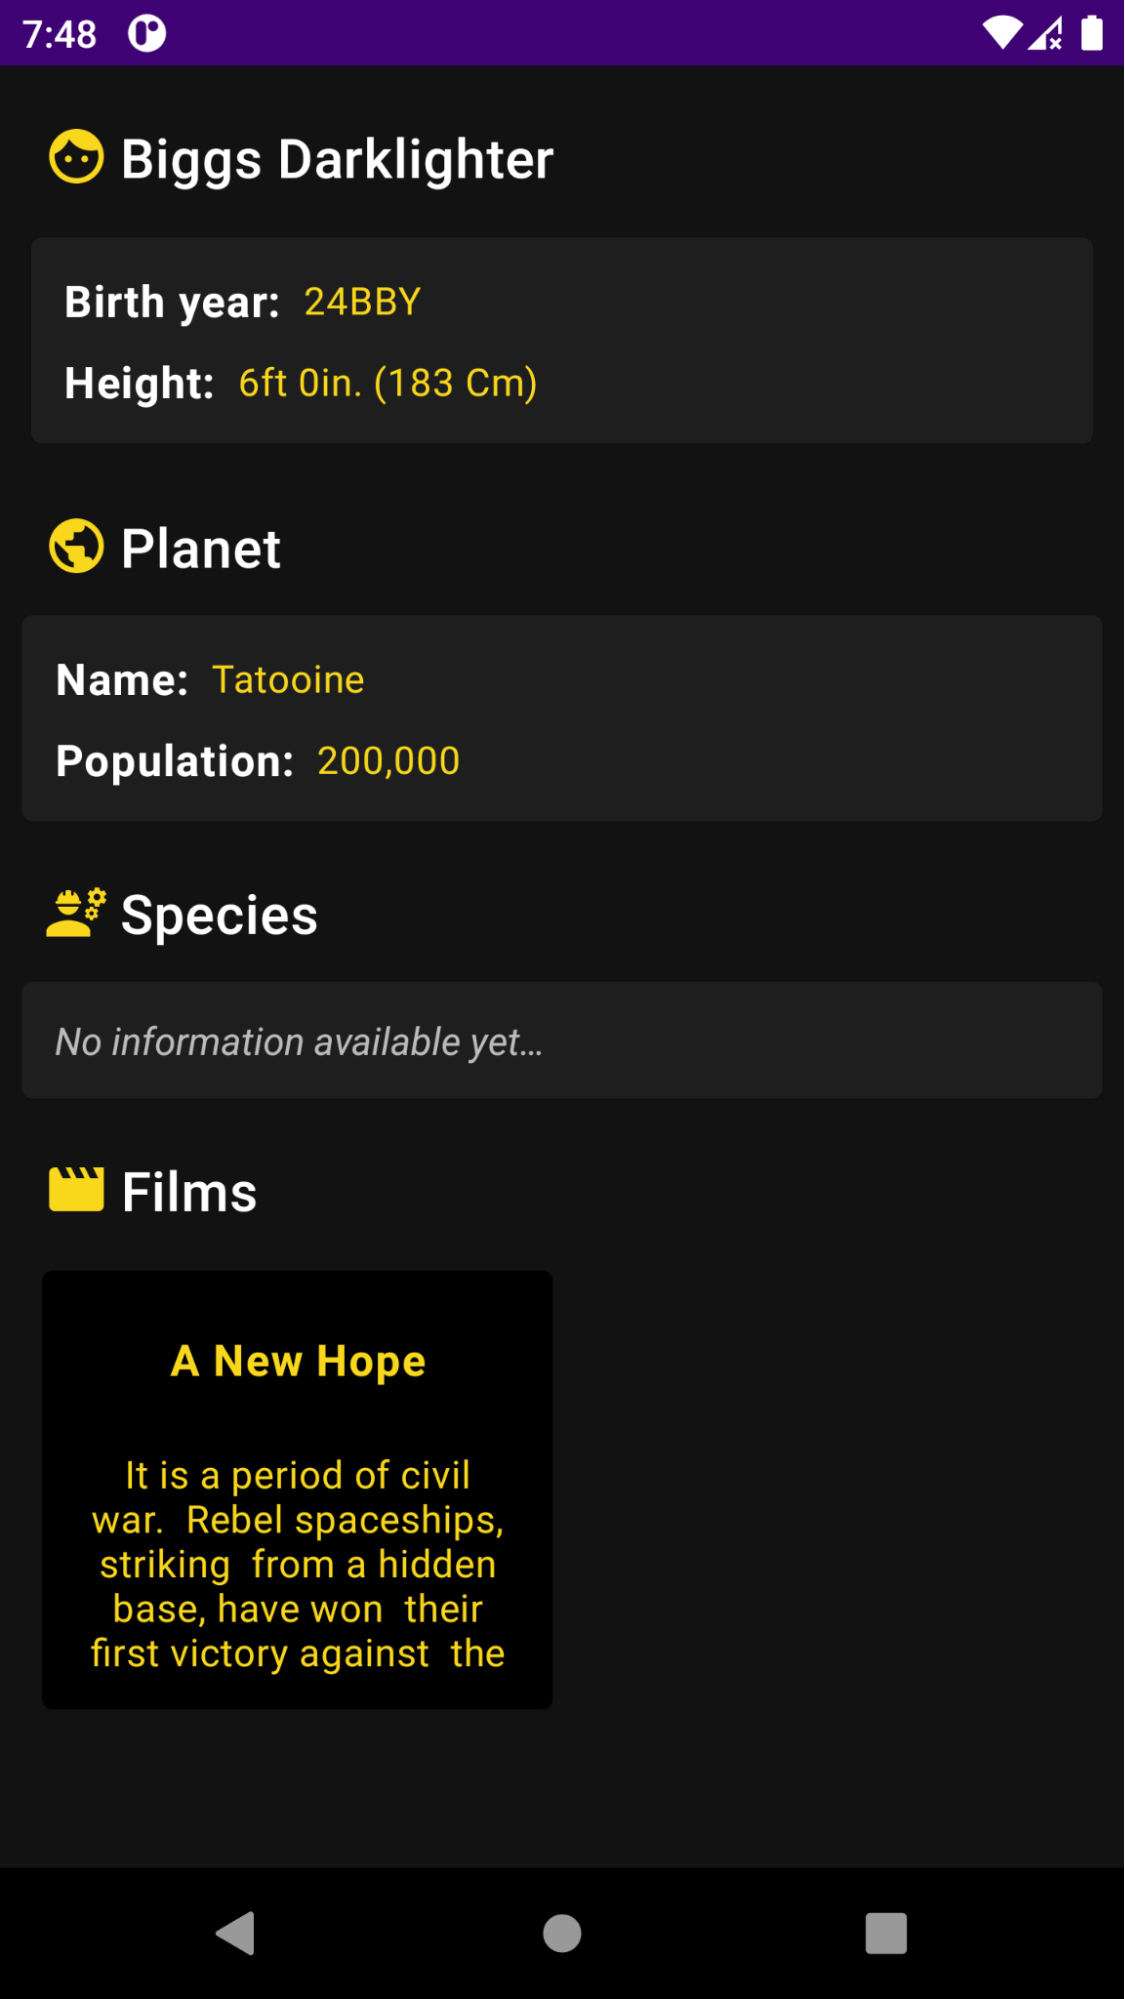 7:48
Biggs Darklighter
Birth year: 24BBY
Height: 6ft 0in. (183 Cm)
Planet
Name: Tatooine
Population: 200,000
Species
No information available yet...
Films
A New Hope
It is a period of civil
war.  Rebel spaceships,
striking  from a hidden
base, have won  their
first victory against  the